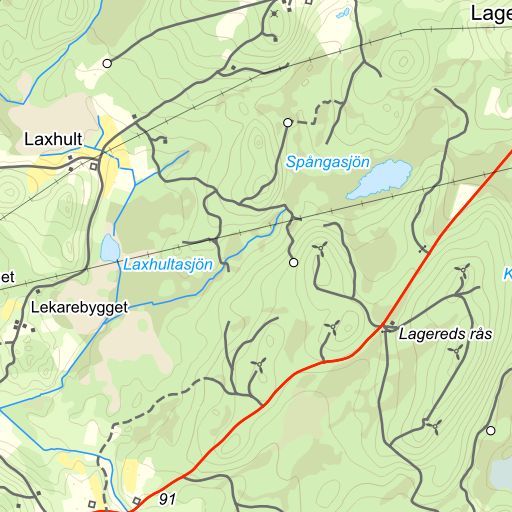 Lage
Laxhult
Spångasjön
Laxhultasjön
et
K
Lekarebygget
Lagereds rås
91